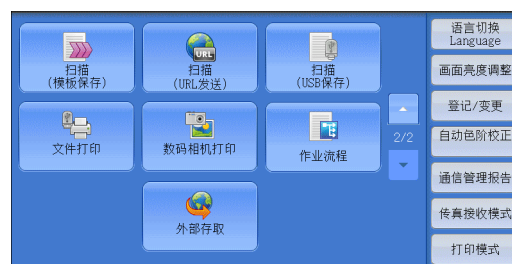 扫描
(模板保存)
URL
扫描
(URL发送)
扫描
(USB保存)
文件打印
数码相机打印
作业流程
外部存取
2/2
语言切换
Language
画面亮度调整
登记/变更
自动色阶校正
通信管理报告
传真接收模式
打印模式